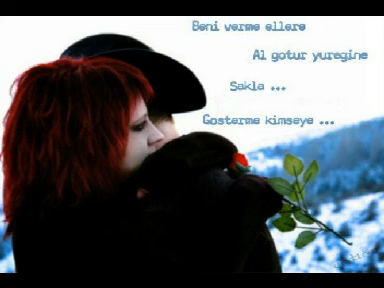 Beni verme ellere
Al gotur yuregine
Sakla ...
Gosterme kimseye ...